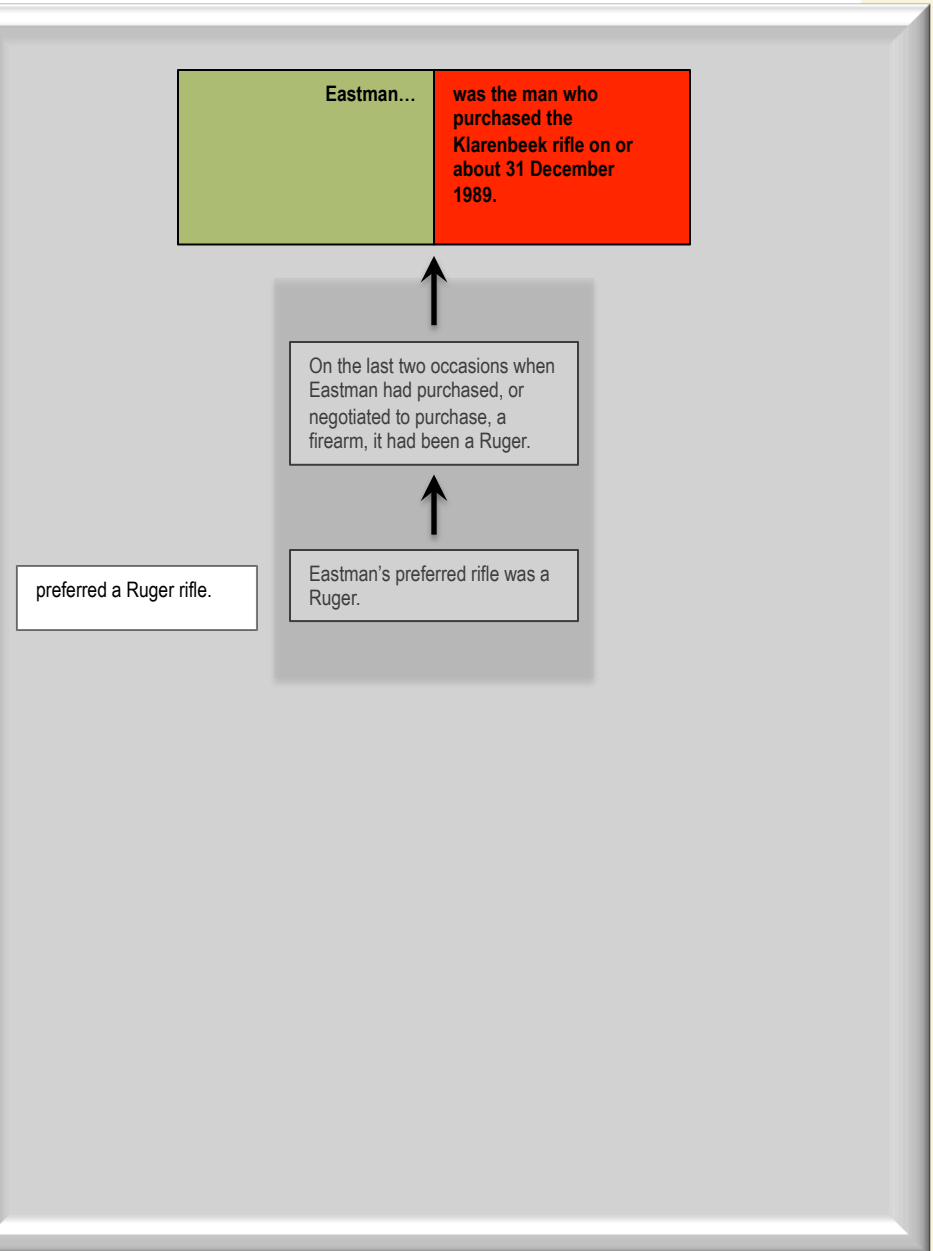 Eastman…
was the man who
purchased the
Klarenbeek rifle on or
about 31 December
1989.
On the last two occasions when
Eastman had purchased, or
negotiated to purchase, a
firearm, it had been a Ruger.
preferred a Ruger rifle.
Eastman’s preferred rifle was a
Ruger.